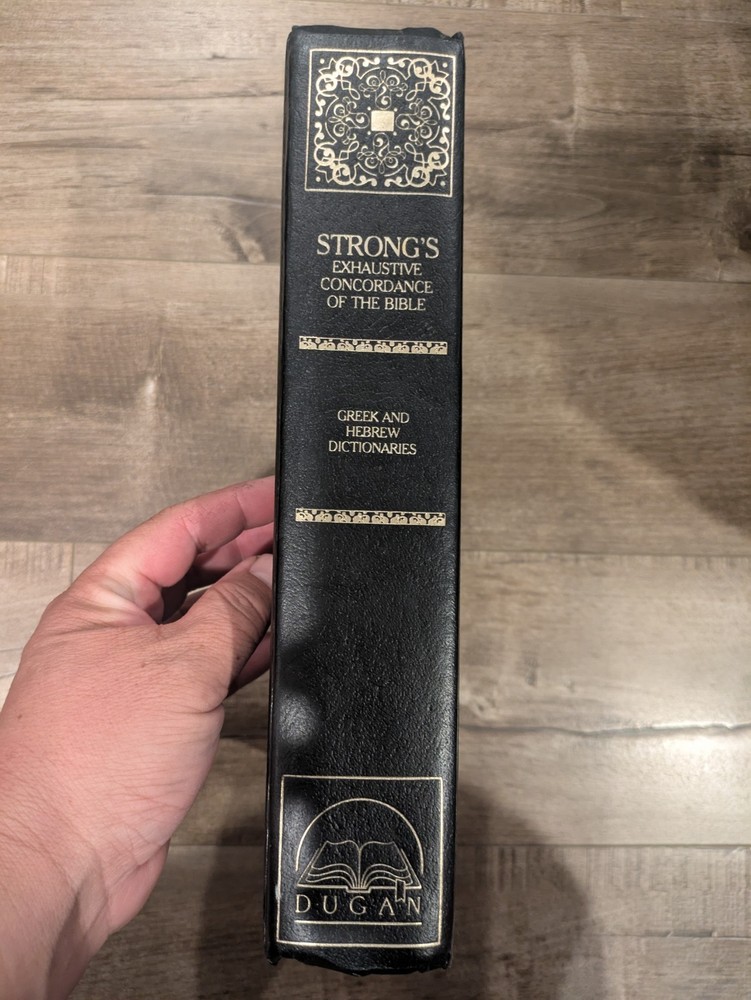 STRONG'S
EXHAUSTIVE
CONCORDANCE
OF THE BIBLE
GREEK AND
HEBREW
DICTIONARIES
DUGAN